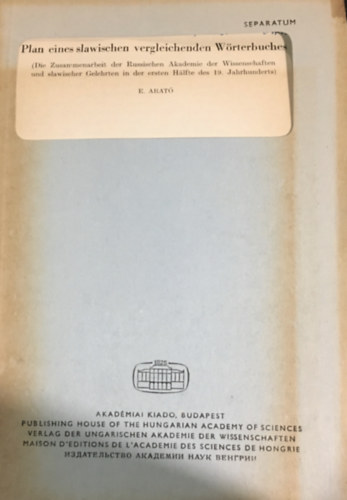 SEPARATUM
Plan eines slawischen vergleichenden Wörterbuches
(Die Zusammenarbeit der Russischen Akademie der Wissenschaften
und slawischer Gelehrten in der ersten Hälfte des 19. Jahrhunderts)
E. ARATÓ
1828
AKADÉMIAI KIADÓ, BUDAPEST
PUBLISHING HOUSE OF THE HUNGARIAN ACADEMY OF SCIENCES
VERLAG DER UNGARISCHEN AKADEMIE DER WISSENSCHAFTEN
MAISON D'EDITIONS DE L'ACADEMIE DES SCIENCES DE HONGRIE
ИЗДАТЕЛЬСТВО АКАДЕМИИ НАУК ВЕНГРИИ